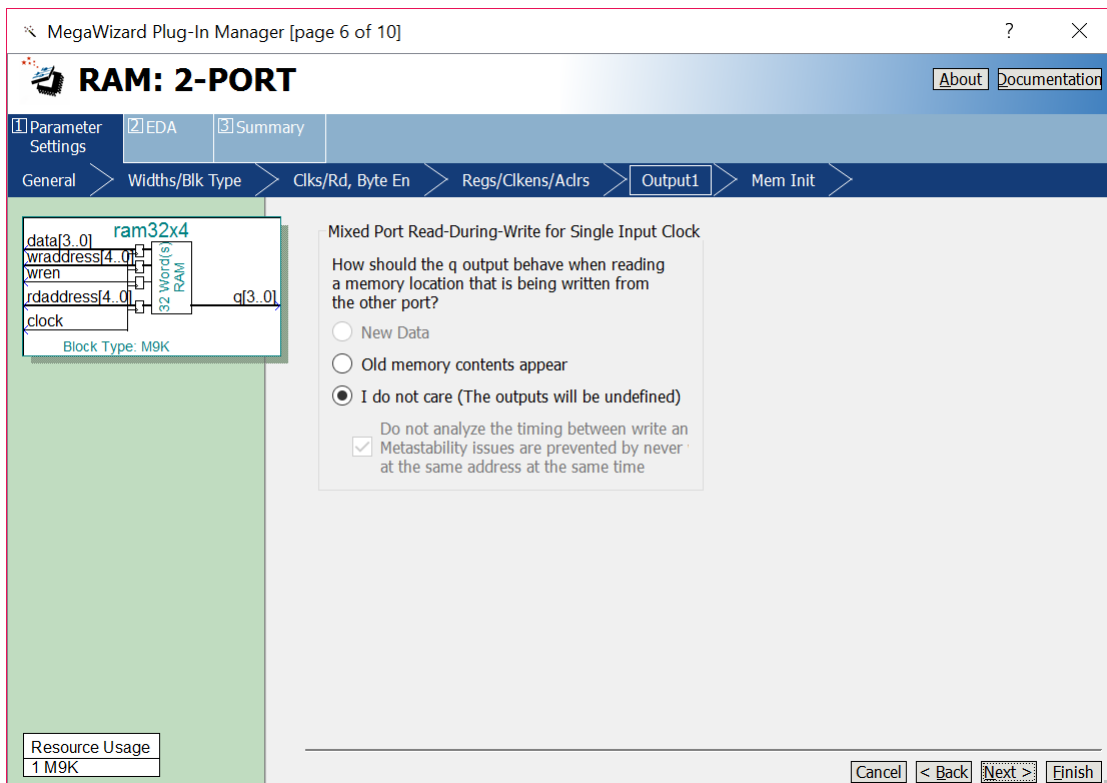 MegaWizard Plug-In Manager [page 6 of 10]
?
RAM: 2-PORT
About
Documentation
1 Parameter
Settings
2 EDA
3 Summary
General
Widths/Blk Type
Clks/Rd, Byte En
Regs/Clkens/Aclrs
Output1
Mem Init
ram32x4
data[3..0]
wraddress[4..0]
wren
rdaddress[4..0]
clock
32 Word(s)
RAM
q[3..0]
Block Type: M9K
Mixed Port Read-During-Write for Single Input Clock
How should the q output behave when reading
a memory location that is being written from
the other port?
New Data
Old memory contents appear
I do not care (The outputs will be undefined)
Do not analyze the timing between write an
Metastability issues are prevented by never
at the same address at the same time
Resource Usage
1 M9K
Cancel
< Back
Next >
Finish